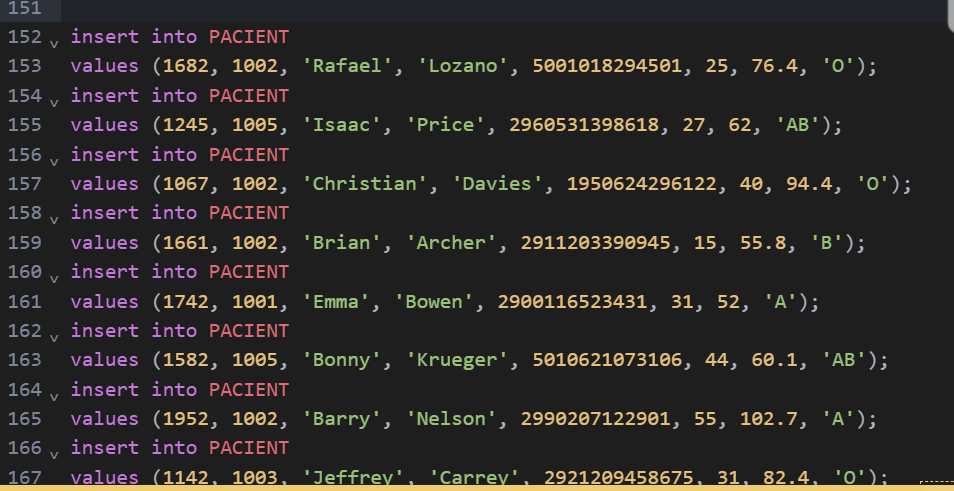 151
152 insert into PACIENT
153 values (1682, 1002, 'Rafael', 'Lozano', 5001018294501, 25, 76.4, 'O');
154 insert into PACIENT
155 values (1245, 1005, 'Isaac', 'Price', 2960531398618, 27, 62, 'AB');
156 insert into PACIENT
157 values (1067, 1002, 'Christian', 'Davies', 1950624296122, 40, 94.4, 'O');
158 insert into PACIENT
159 values (1661, 1002, 'Brian', 'Archer', 2911203390945, 15, 55.8, 'B');
160 insert into PACIENT
161 values (1742, 1001, 'Emma', 'Bowen', 2900116523431, 31, 52, 'A');
162 insert into PACIENT
163 values (1582, 1005, 'Bonny', 'Krueger', 5010621073106, 44, 60.1, 'AB');
164 insert into PACIENT
165 values (1952, 1002, 'Barry', 'Nelson', 2990207122901, 55, 102.7, 'A');
166 insert into PACIENT
167 values (1142, 1003, 'Jeffrey', 'Carrey', 2921209458675, 31, 82.4, 'O');